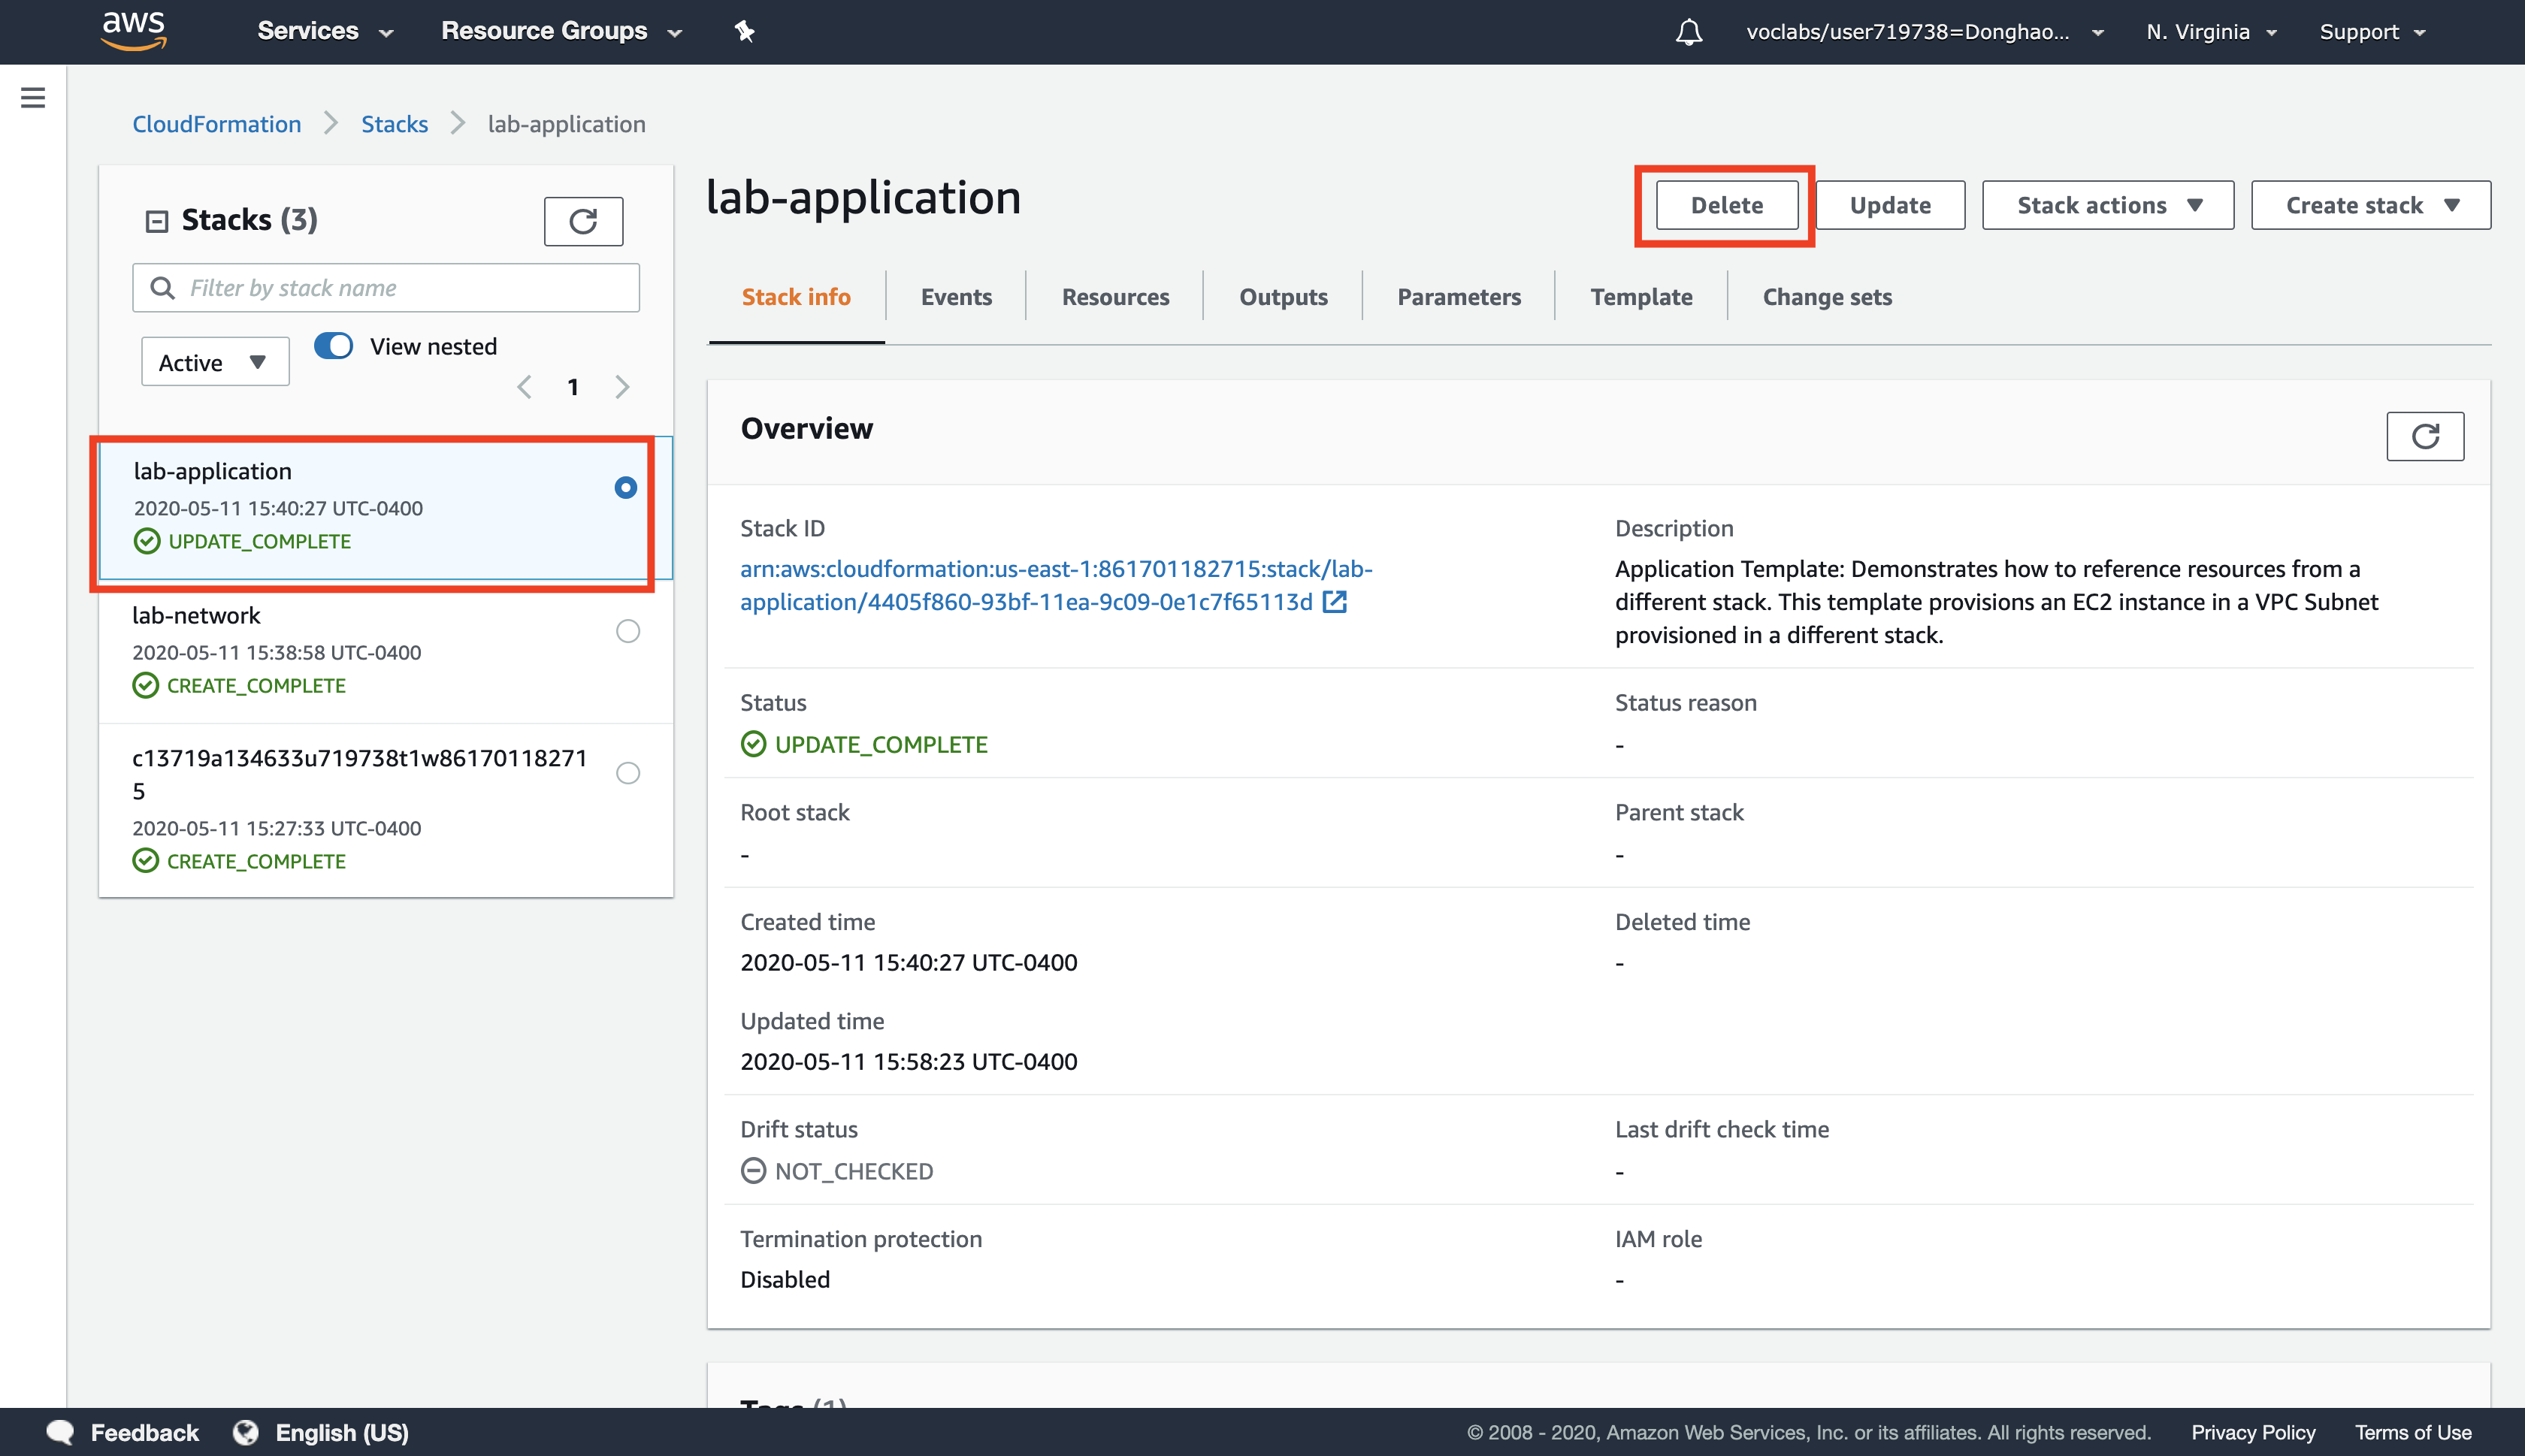 aws
Services
Resource Groups
voclabs/user719738=Donghao...
N. Virginia
Support
CloudFormation
Stacks
lab-application
Stacks (3)
Filter by stack name
Active
View nested
1
lab-application
2020-05-11 15:40:27 UTC-0400
UPDATE_COMPLETE
lab-network
2020-05-11 15:38:58 UTC-0400
CREATE_COMPLETE
c13719a134633u719738t1w86170118271
5
2020-05-11 15:27:33 UTC-0400
CREATE_COMPLETE
lab-application
Delete
Update
Stack actions
Create stack
Stack info
Events
Resources
Outputs
Parameters
Template
Change sets
Overview
Stack ID
arn:aws:cloudformation:us-east-1:861701182715:stack/lab-
application/4405f860-93bf-11ea-9c09-0e1c7f65113d
Description
Application Template: Demonstrates how to reference resources from a
different stack. This template provisions an EC2 instance in a VPC Subnet
provisioned in a different stack.
Status
UPDATE_COMPLETE
Status reason
-
Root stack
-
Parent stack
-
Created time
2020-05-11 15:40:27 UTC-0400
Deleted time
-
Updated time
2020-05-11 15:58:23 UTC-0400
Drift status
NOT_CHECKED
Last drift check time
-
Termination protection
Disabled
IAM role
-
Tags (1)
Feedback
English (US)
© 2008 - 2020, Amazon Web Services, Inc. or its affiliates. All rights reserved.
Privacy Policy
Terms of Use